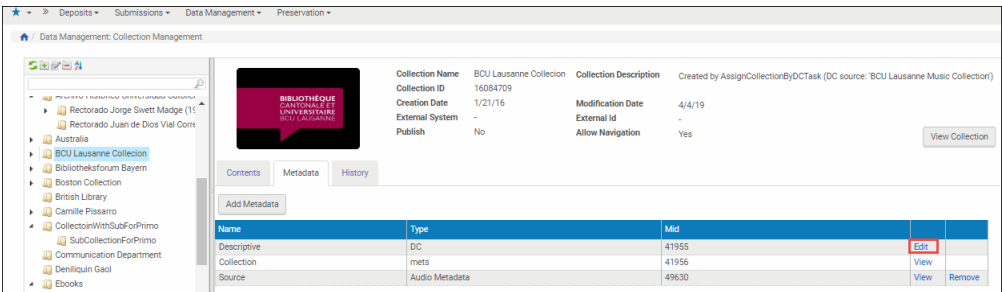 Deposits Submissions Data Management Preservation
/ Data Management: Collection Management
Rectorado Jorge Swett Madge (19
Rectorado Juan de Dios Vial Corre
Australia
BCU Lausanne Collecion
Bibliotheksforum Bayern
Boston Collection
British Library
Camille Pissarro
CollectoinWithSubForPrimo
SubCollectionForPrimo
Communication Department
Deniliquin Gaol
Ebooks
BIBLIOTHÈQUE
CANTONALE ET
UNIVERSITAIRE
BCU LAUSANNE
Collection Name BCU Lausanne Collecion Collection Description Created by AssignCollectionByDCTask (DC source: 'BCU Lausanne Music Collection')
Collection ID 16084709
Creation Date 1/21/16 Modification Date 4/4/19
External System - External Id -
Publish No Allow Navigation Yes
View Collection
Contents Metadata History
Add Metadata
Name Type Mid
Descriptive DC 41955 Edit
Collection mets 41956 View
Source Audio Metadata 49630 View Remove